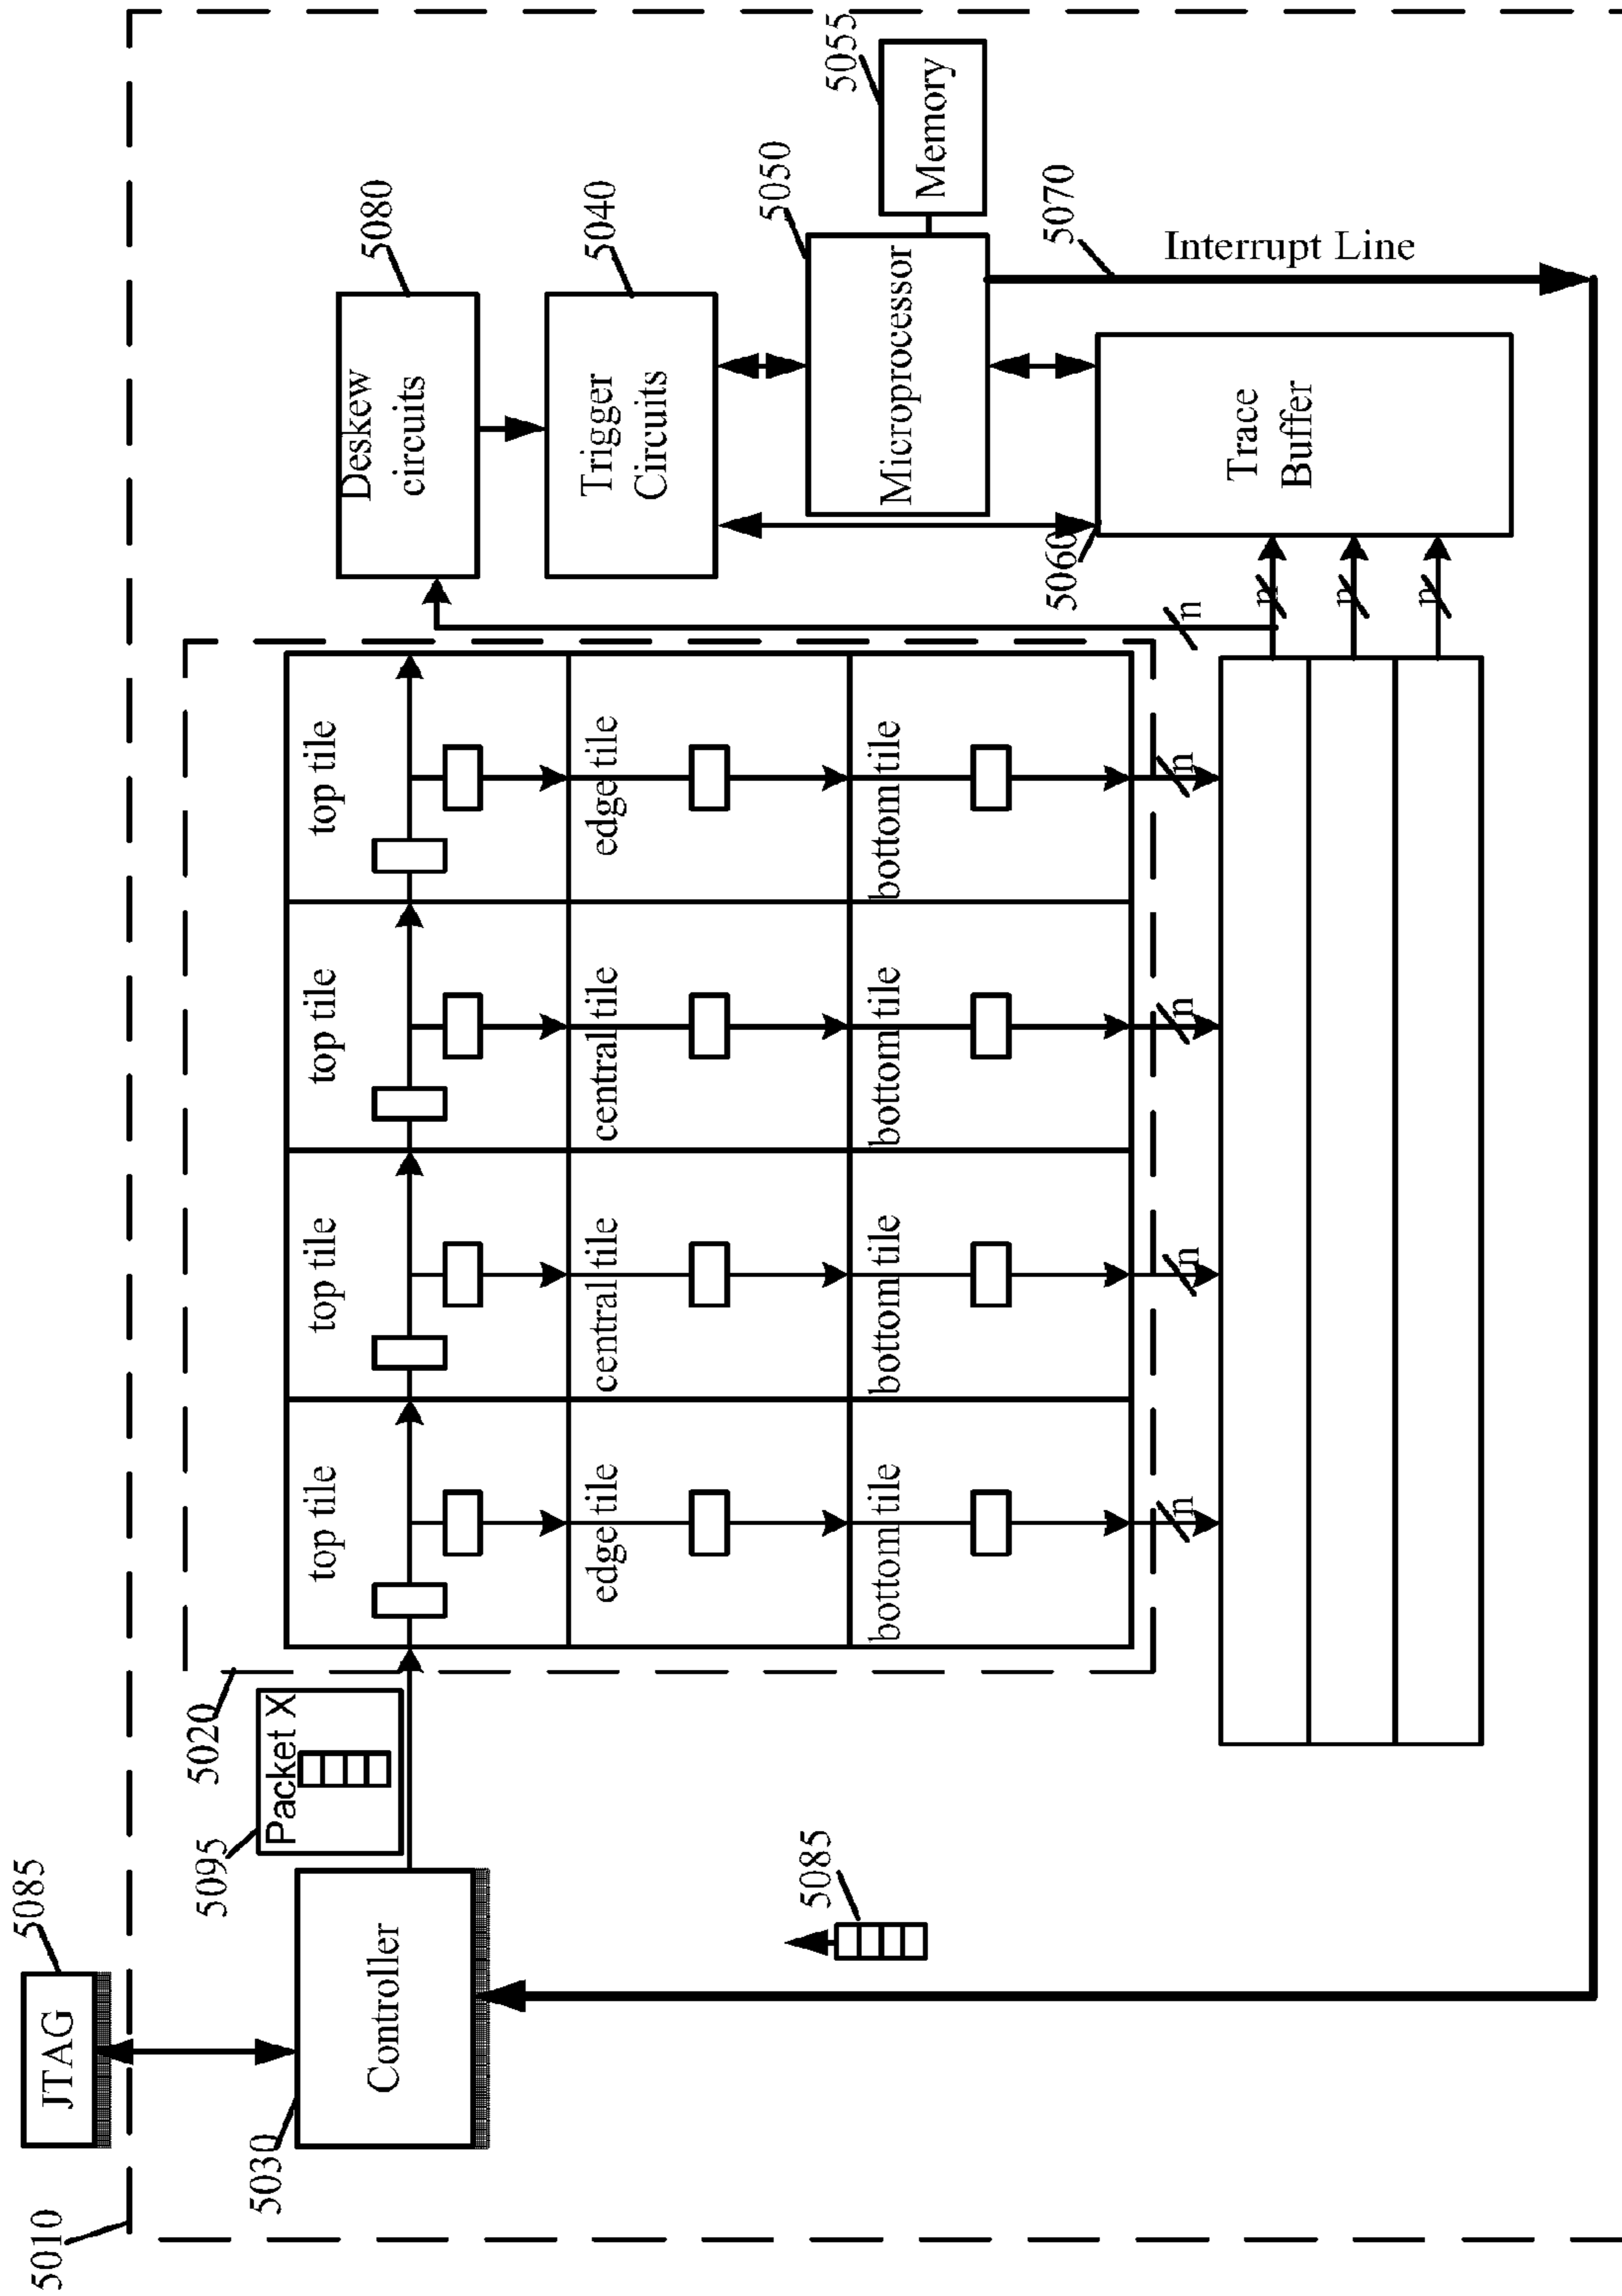 5010
JTAG
5085
5030
Controller
5095
Packet X
5020
top tile
top tile
top tile
top tile
edge tile
central tile
central tile
edge tile
bottom tile
bottom tile
bottom tile
bottom tile
n
n
n
n
5085
Deskew
circuits
5080
Trigger
Circuits
5040
Microprocessor
5050
Memory
5055
5060
Trace
Buffer
n
n
n
n
5070
Interrupt Line